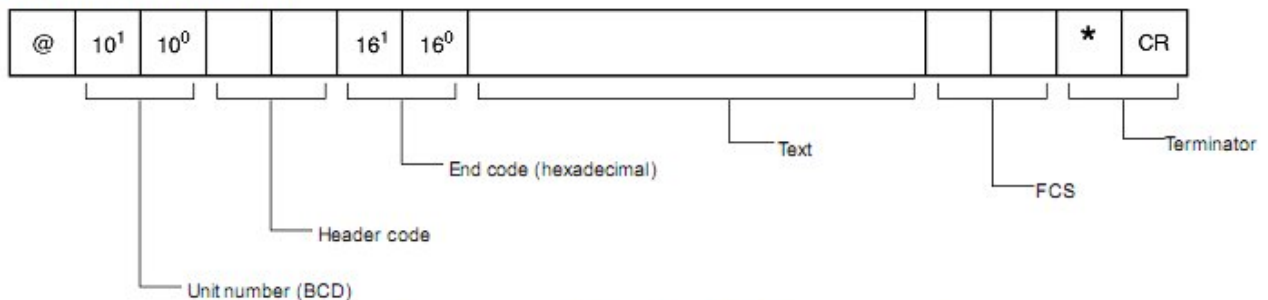 @ 10¹ 10⁰ 16¹ 16⁰ * CR
Text
Terminator
End code (hexadecimal)
FCS
Header code
Unit number (BCD)